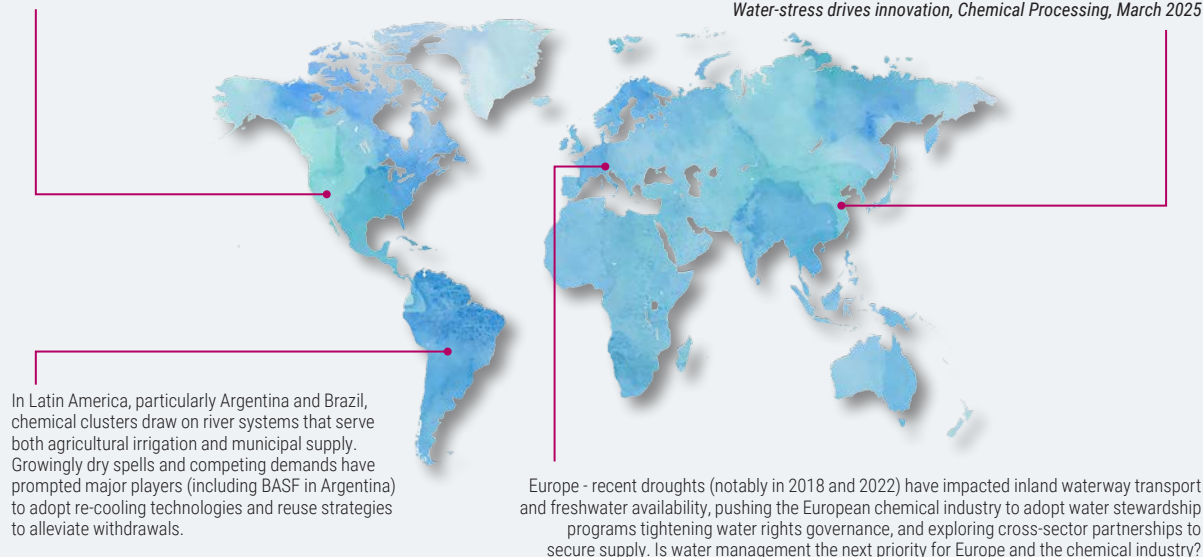 Water-stress drives innovation, Chemical Processing, March 2025
In Latin America, particularly Argentina and Brazil,
chemical clusters draw on river systems that serve
both agricultural irrigation and municipal supply.
Growingly dry spells and competing demands have
prompted major players (including BASF in Argentina)
to adopt re-cooling technologies and reuse strategies
to alleviate withdrawals.
Europe - recent droughts (notably in 2018 and 2022) have impacted inland waterway transport
and freshwater availability, pushing the European chemical industry to adopt water stewardship
programs tightening water rights governance, and exploring cross-sector partnerships to
secure supply. Is water management the next priority for Europe and the chemical industry?